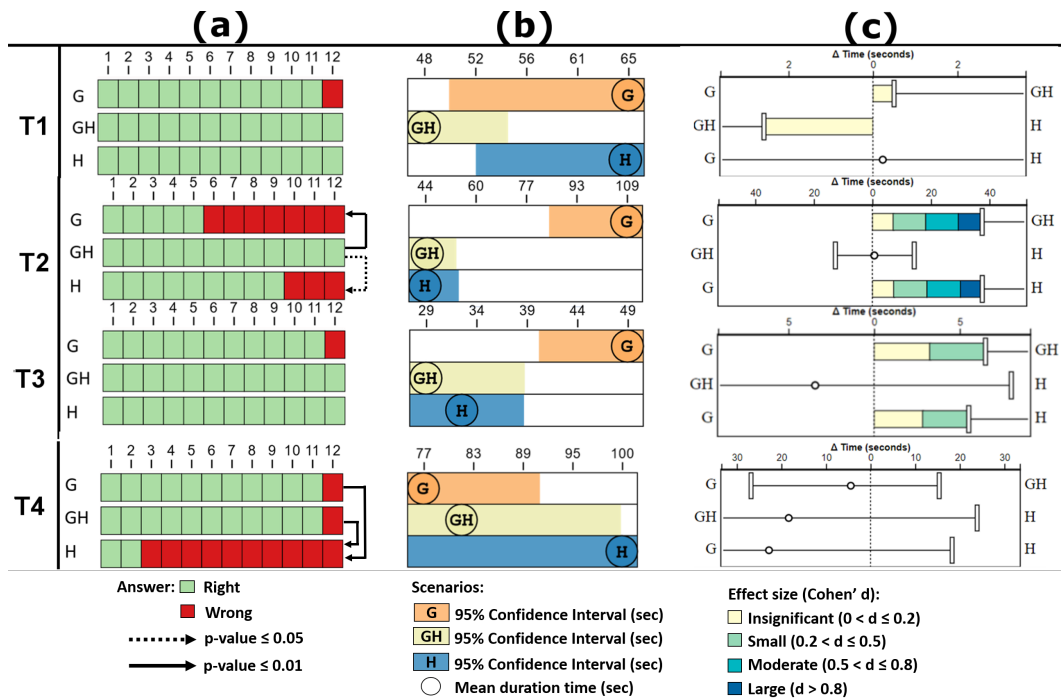 (a) (b) (c)
T1
1 2 3 4 5 6 7 8 9 10 11 12
G
GH
H
48 52 56 61 65
G
GH
H
Δ Time (seconds)
2 0 2
G GH
GH H
G H
T2
1 2 3 4 5 6 7 8 9 10 11 12
G
GH
H
44 60 77 93 109
G
GH
H
Δ Time (seconds)
40 20 0 20 40
G GH
GH H
G H
T3
1 2 3 4 5 6 7 8 9 10 11 12
G
GH
H
29 34 39 44 49
G
GH
H
Δ Time (seconds)
5 0 5
G GH
GH H
G H
T4
1 2 3 4 5 6 7 8 9 10 11 12
G
GH
H
77 83 89 95 100
G
GH
H
Δ Time (seconds)
30 20 10 0 10 20 30
G GH
GH H
G H
Answer: Right
Wrong
p-value ≤ 0.05
p-value ≤ 0.01
Scenarios:
G 95% Confidence Interval (sec)
GH 95% Confidence Interval (sec)
H 95% Confidence Interval (sec)
Mean duration time (sec)
Effect size (Cohen' d):
Insignificant (0 < d ≤ 0.2)
Small (0.2 < d ≤ 0.5)
Moderate (0.5 < d ≤ 0.8)
Large (d > 0.8)